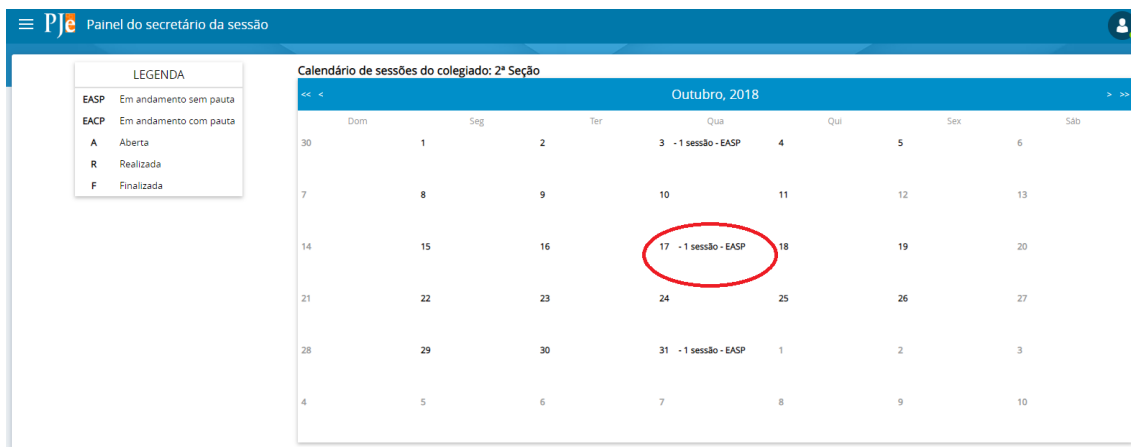 PJe Painel do secretário da sessão
LEGENDA
EASP Em andamento sem pauta
EACP Em andamento com pauta
A Aberta
R Realizada
F Finalizada
Calendário de sessões do colegiado: 2ª Seção
<< < Outubro, 2018 > >>
Dom Seg Ter Qua Qui Sex Sáb
30 1 2 3 - 1 sessão - EASP 4 5 6
7 8 9 10 11 12 13
14 15 16 17 - 1 sessão - EASP 18 19 20
21 22 23 24 25 26 27
28 29 30 31 - 1 sessão - EASP 1 2 3
4 5 6 7 8 9 10